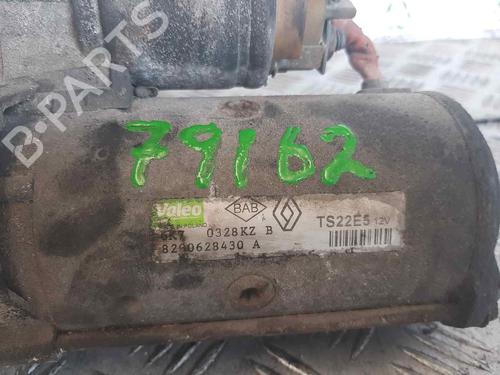 B-PARTS
79162
Valeo BAB TS22E5 12V
0328KZ B
8200628430 A